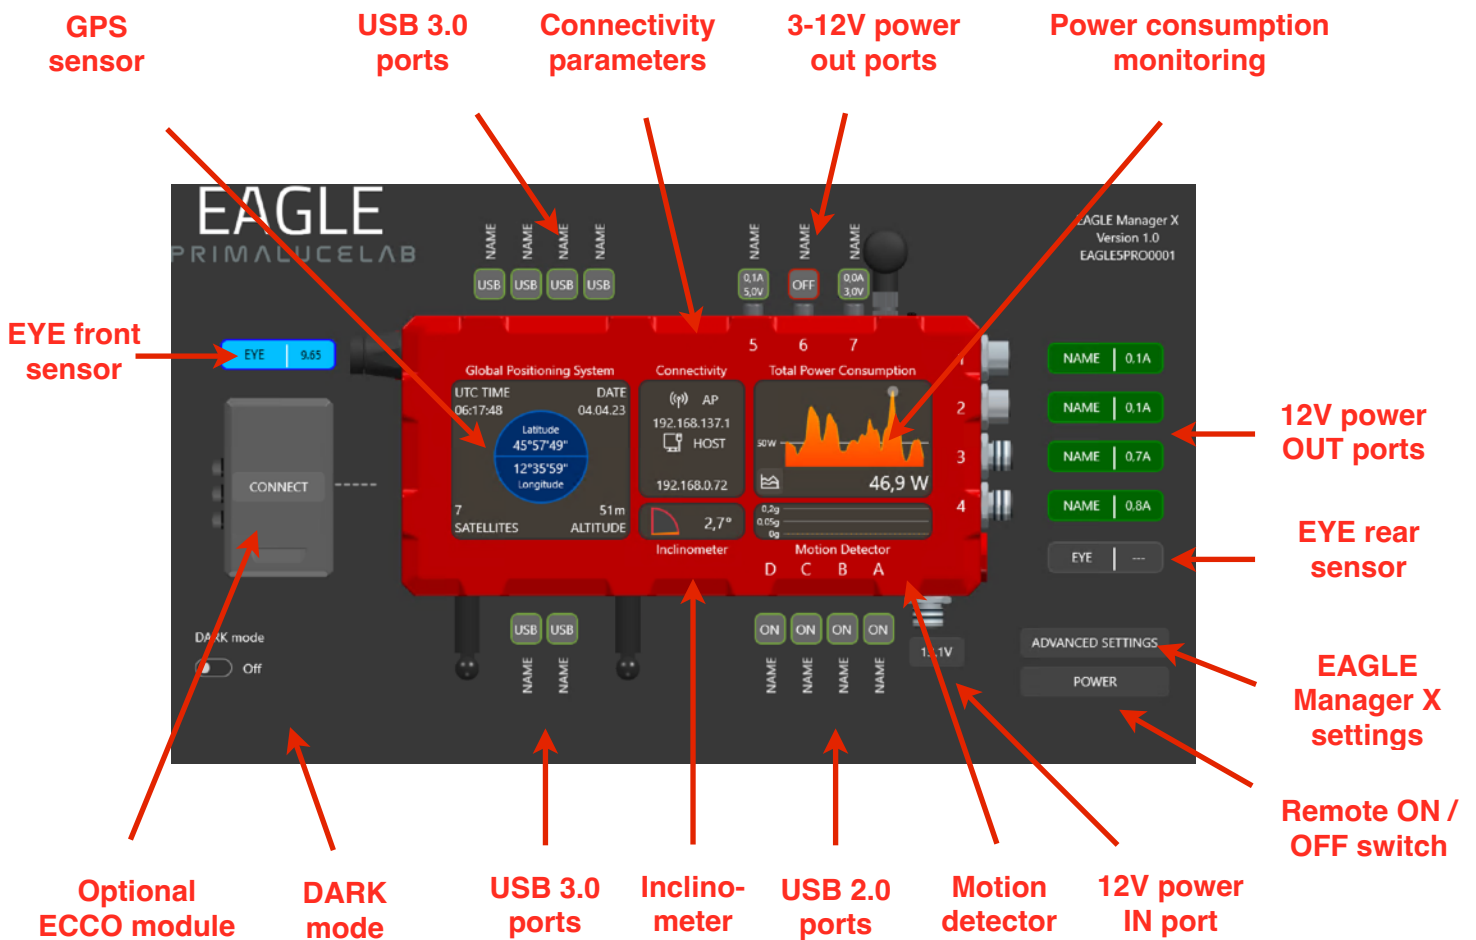 GPS
sensor
USB 3.0
ports
Connectivity
parameters
3-12V power
out ports
Power consumption
monitoring
EAGLE
PRIMALUCELAB
NAME
NAME
NAME
NAME
USB
USB
USB
USB
NAME
NAME
NAME
0,1A
5,0V
OFF
0,0A
3,0V
EAGLE Manager X
Version 1.0
EAGLE5PRO0001
EYE front
sensor
EYE
9.65
5
6
7
1
2
3
4
Global Positioning System
UTC TIME
DATE
06:17:48
04.04.23
Latitude
45°57'49"
12°35'59"
Longitude
7
51m
SATELLITES
ALTITUDE
Connectivity
AP
192.168.137.1
HOST
192.168.0.72
2,7°
Inclinometer
Total Power Consumption
50W
46,9 W
0,2g
0.05g
0g
Motion Detector
D
C
B
A
NAME
0.1A
NAME
0,1A
NAME
0.7A
NAME
0.8A
EYE
---
12V power
OUT ports
EYE rear
sensor
CONNECT
DARK mode
Off
USB
USB
NAME
NAME
ON
ON
ON
ON
NAME
NAME
NAME
NAME
ADVANCED SETTINGS
POWER
EAGLE
Manager X
settings
Remote ON /
OFF switch
Optional
ECCO module
DARK
mode
USB 3.0
ports
Inclino-
meter
USB 2.0
ports
Motion
detector
12V power
IN port